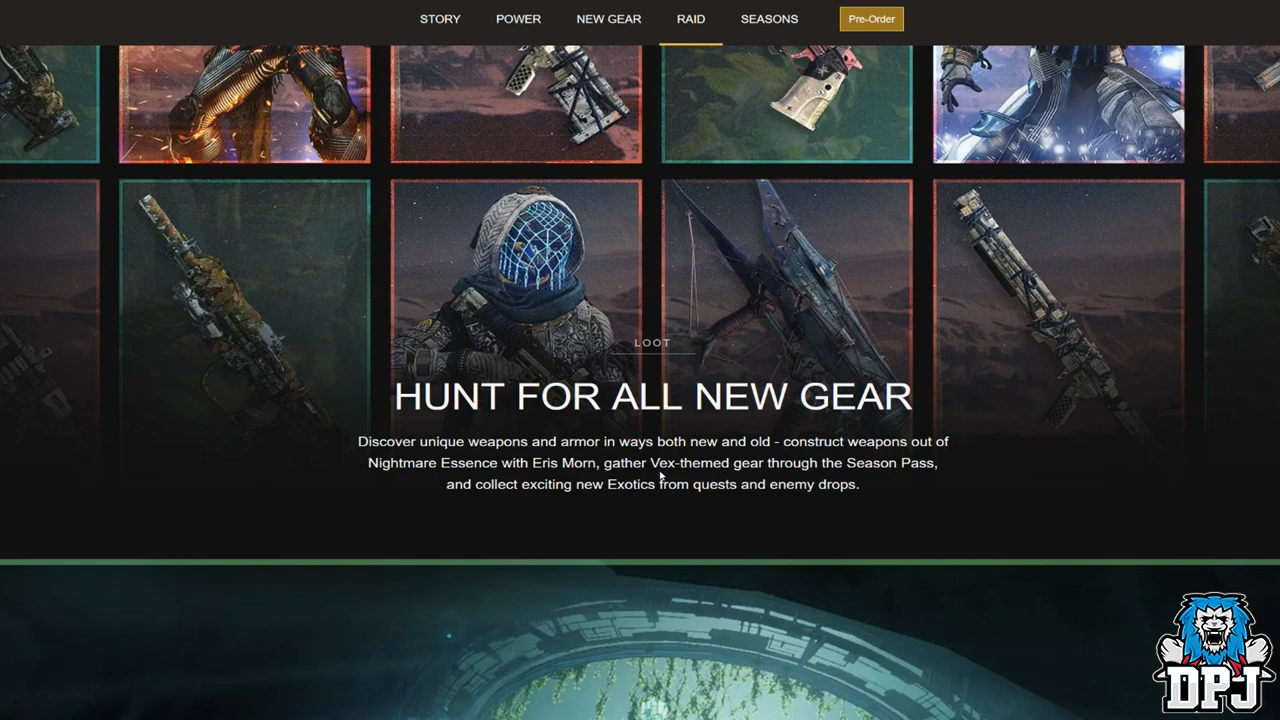 STORY POWER NEW GEAR RAID SEASONS Pre-Order
LOOT
HUNT FOR ALL NEW GEAR
Discover unique weapons and armor in ways both new and old - construct weapons out of
Nightmare Essence with Eris Morn, gather Vex-themed gear through the Season Pass,
and collect exciting new Exotics from quests and enemy drops.
DPJ